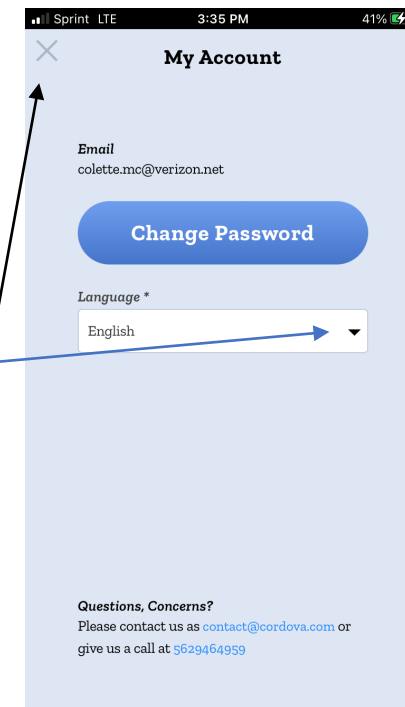 Sprint LTE 3:35 PM 41%
My Account
Email
colette.mc@verizon.net
Change Password
Language *
English
Questions, Concerns?
Please contact us as contact@cordova.com or
give us a call at 5629464959